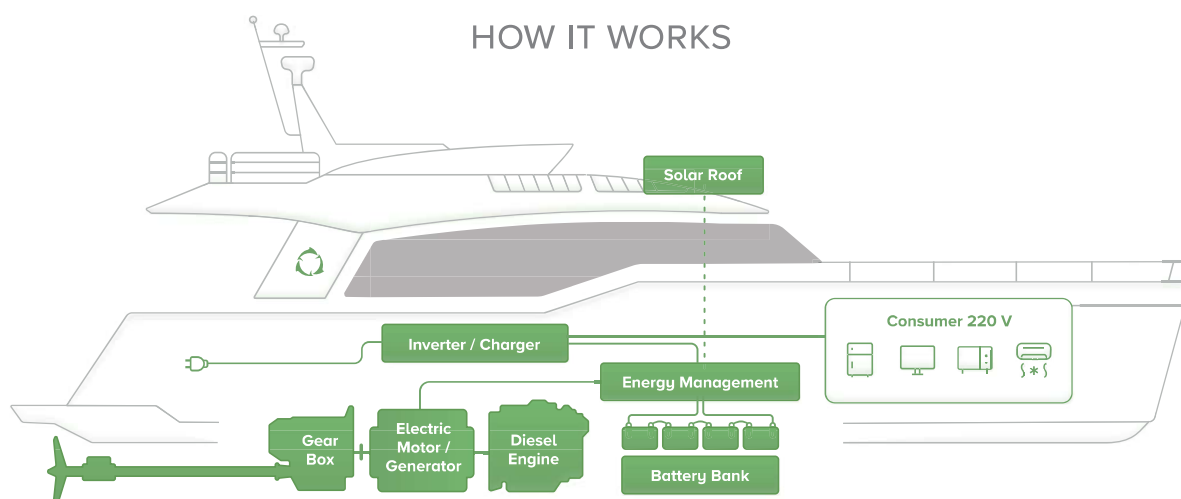 HOW IT WORKS
Solar Roof
Inverter / Charger
Consumer 220 V
Energy Management
Gear
Box
Electric
Motor /
Generator
Diesel
Engine
Battery Bank